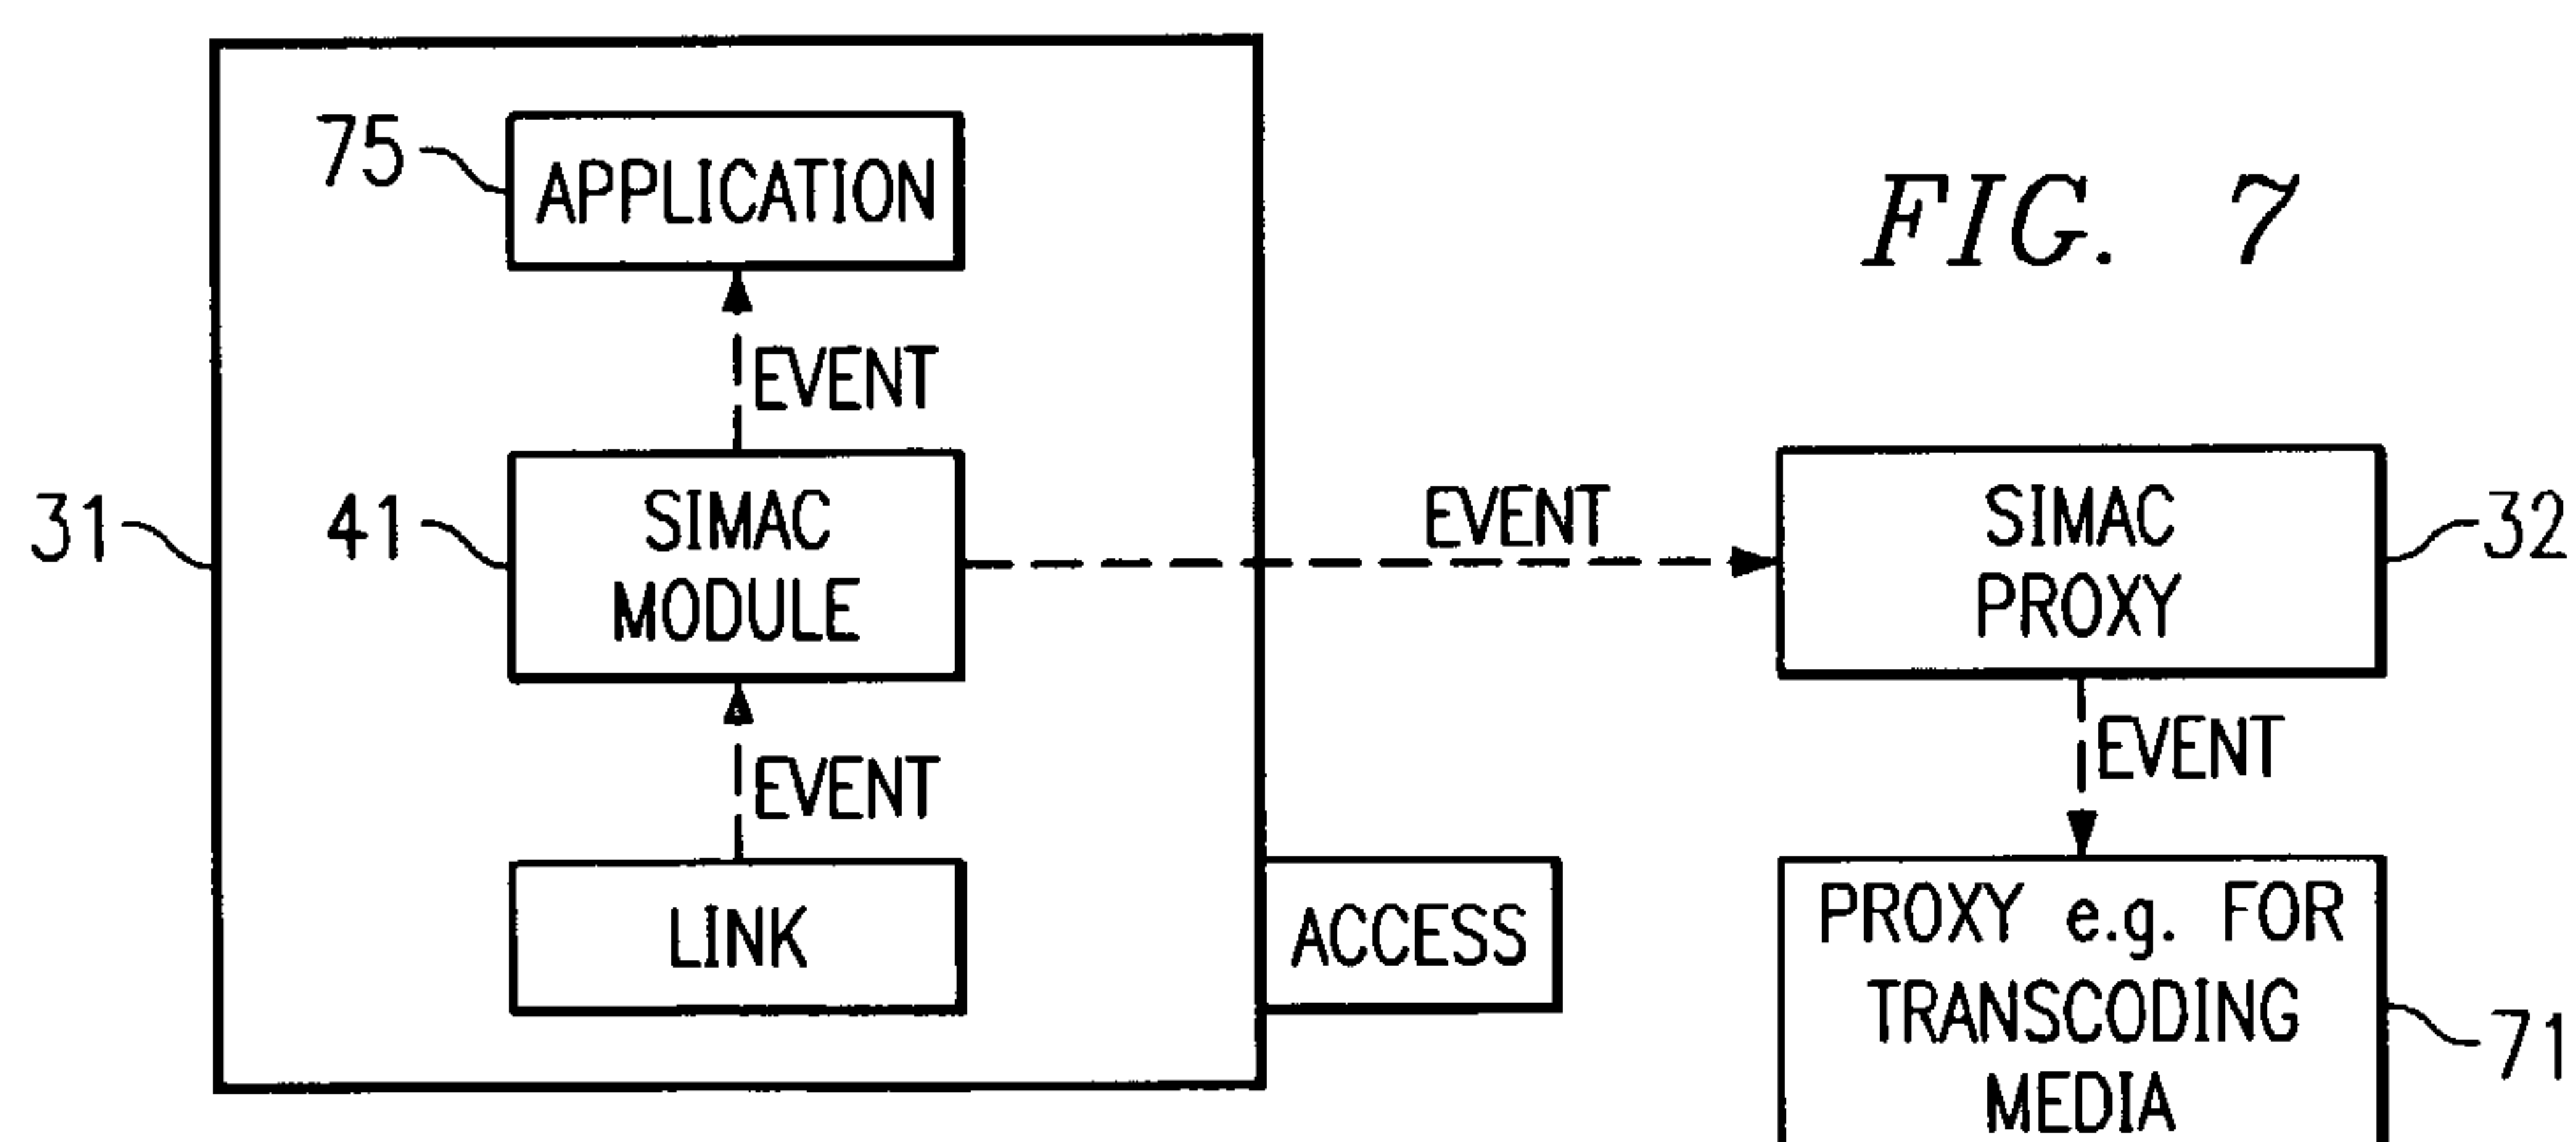 75
APPLICATION
FIG. 7
EVENT
31
41
SIMAC
MODULE
EVENT
SIMAC
PROXY
32
EVENT
EVENT
LINK
ACCESS
PROXY e.g. FOR
TRANSCODING
MEDIA
71